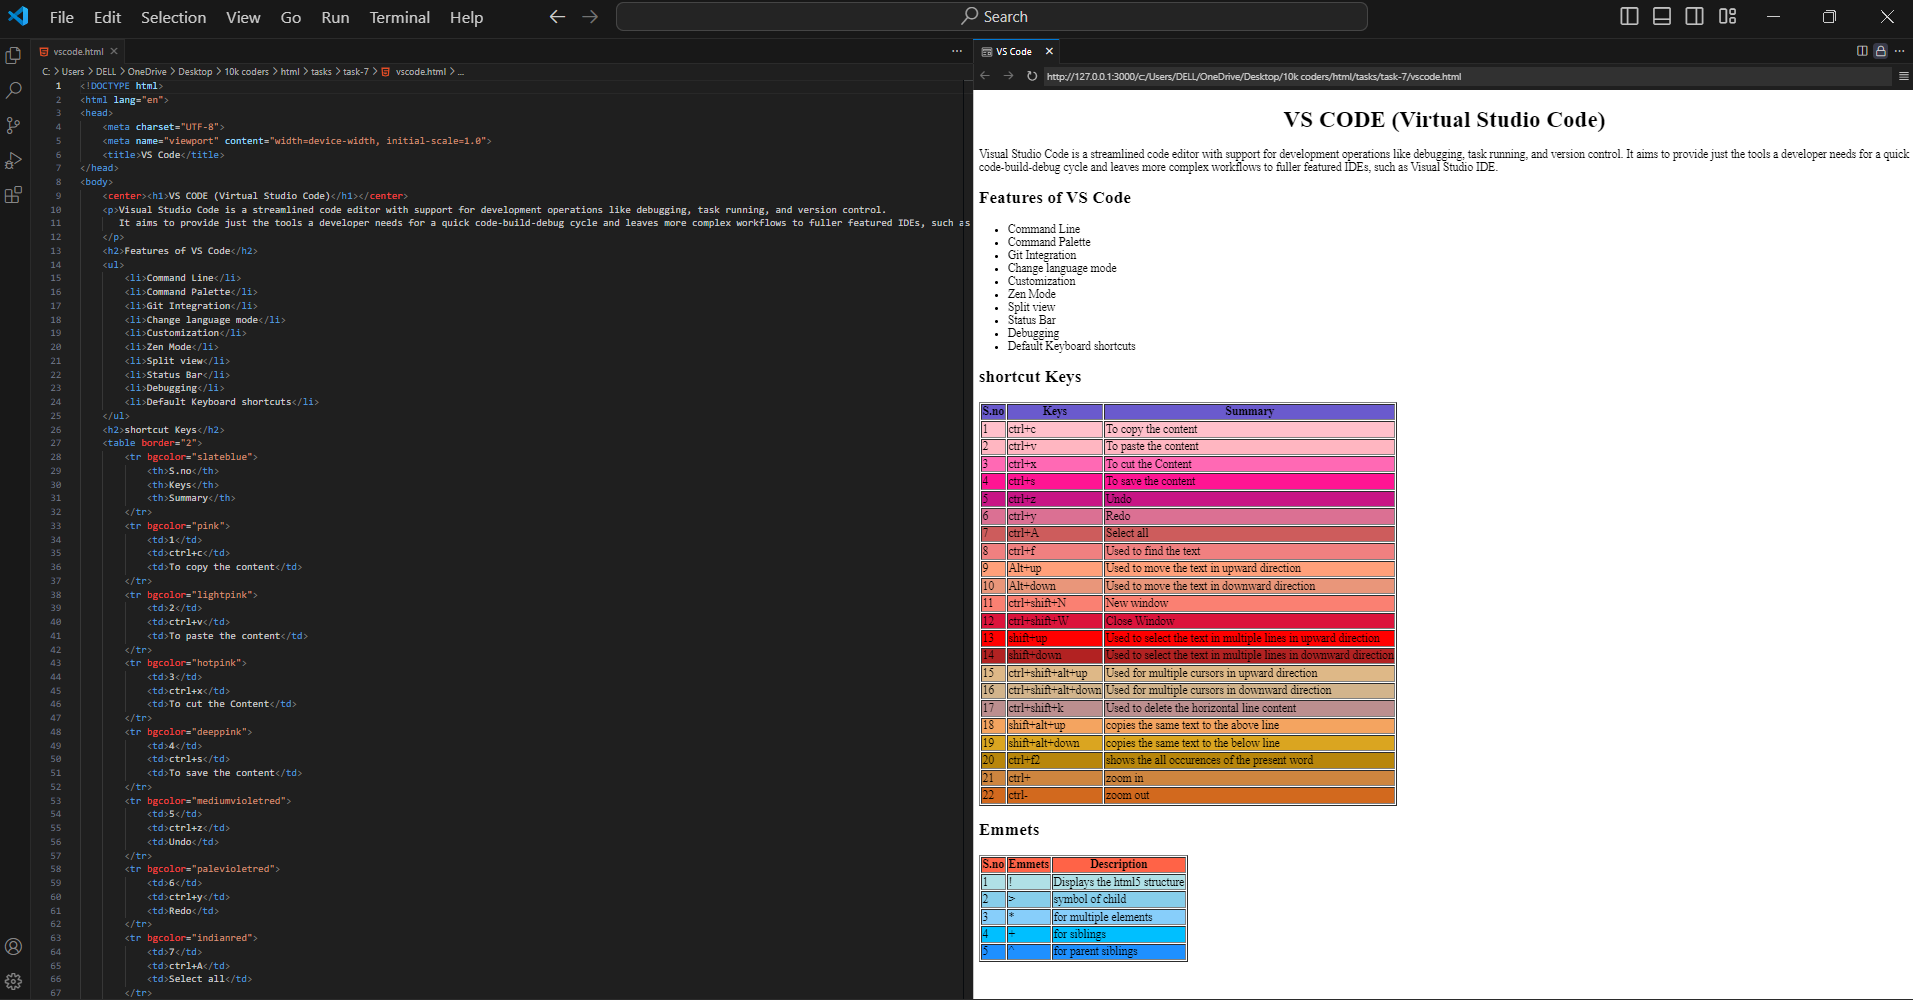 File Edit Selection View Go Run Terminal Help
Search
vscode.html
C: > Users > DELL > OneDrive > Desktop > 10k coders > html > tasks > task-7 > vscode.html > ...
1 <!DOCTYPE html>
2 <html lang="en">
3 <head>
4 <meta charset="UTF-8">
5 <meta name="viewport" content="width=device-width, initial-scale=1.0">
6 <title>VS Code</title>
7 </head>
8 <body>
9 <center><h1>VS CODE (Virtual Studio Code)</h1></center>
10 <p>Visual Studio Code is a streamlined code editor with support for development operations like debugging, task running, and version control.
11 It aims to provide just the tools a developer needs for a quick code-build-debug cycle and leaves more complex workflows to fuller featured IDEs, such as
12 </p>
13 <h2>Features of VS Code</h2>
14 <ul>
15 <li>Command Line</li>
16 <li>Command Palette</li>
17 <li>Git Integration</li>
18 <li>Change language mode</li>
19 <li>Customization</li>
20 <li>Zen Mode</li>
21 <li>Split view</li>
22 <li>Status Bar</li>
23 <li>Debugging</li>
24 <li>Default Keyboard shortcuts</li>
25 </ul>
26 <h2>shortcut Keys</h2>
27 <table border="2">
28 <tr bgcolor="slateblue">
29 <th>S.no</th>
30 <th>Keys</th>
31 <th>Summary</th>
32 </tr>
33 <tr bgcolor="pink">
34 <td>1</td>
35 <td>ctrl+c</td>
36 <td>To copy the content</td>
37 </tr>
38 <tr bgcolor="lightpink">
39 <td>2</td>
40 <td>ctrl+v</td>
41 <td>To paste the content</td>
42 </tr>
43 <tr bgcolor="hotpink">
44 <td>3</td>
45 <td>ctrl+x</td>
46 <td>To cut the Content</td>
47 </tr>
48 <tr bgcolor="deeppink">
49 <td>4</td>
50 <td>ctrl+s</td>
51 <td>To save the content</td>
52 </tr>
53 <tr bgcolor="mediumvioletred">
54 <td>5</td>
55 <td>ctrl+z</td>
56 <td>Undo</td>
57 </tr>
58 <tr bgcolor="palevioletred">
59 <td>6</td>
60 <td>ctrl+y</td>
61 <td>Redo</td>
62 </tr>
63 <tr bgcolor="indianred">
64 <td>7</td>
65 <td>ctrl+A</td>
66 <td>Select all</td>
67 </tr>
VS Code
http://127.0.0.1:3000/c:/Users/DELL/OneDrive/Desktop/10k coders/html/tasks/task-7/vscode.html
VS CODE (Virtual Studio Code)
Visual Studio Code is a streamlined code editor with support for development operations like debugging, task running, and version control. It aims to provide just the tools a developer needs for a quick
code-build-debug cycle and leaves more complex workflows to fuller featured IDEs, such as Visual Studio IDE.
Features of VS Code
• Command Line
• Command Palette
• Git Integration
• Change language mode
• Customization
• Zen Mode
• Split view
• Status Bar
• Debugging
• Default Keyboard shortcuts
shortcut Keys
S.no Keys Summary
1 ctrl+c To copy the content
2 ctrl+v To paste the content
3 ctrl+x To cut the Content
4 ctrl+s To save the content
5 ctrl+z Undo
6 ctrl+y Redo
7 ctrl+A Select all
8 ctrl+f Used to find the text
9 Alt+up Used to move the text in upward direction
10 Alt+down Used to move the text in downward direction
11 ctrl+shift+N New window
12 ctrl+shift+W Close Window
13 shift+up Used to select the text in multiple lines in upward direction
14 shift+down Used to select the text in multiple lines in downward direction
15 ctrl+shift+alt+up Used for multiple cursors in upward direction
16 ctrl+shift+alt+down Used for multiple cursors in downward direction
17 ctrl+shift+k Used to delete the horizontal line content
18 shift+alt+up copies the same text to the above line
19 shift+alt+down copies the same text to the below line
20 ctrl+f2 shows the all occurences of the present word
21 ctrl+ zoom in
22 ctrl- zoom out
Emmets
S.no Emmets Description
1 ! Displays the html5 structure
2 > symbol of child
3 * for multiple elements
4 + for siblings
5 ^ for parent siblings